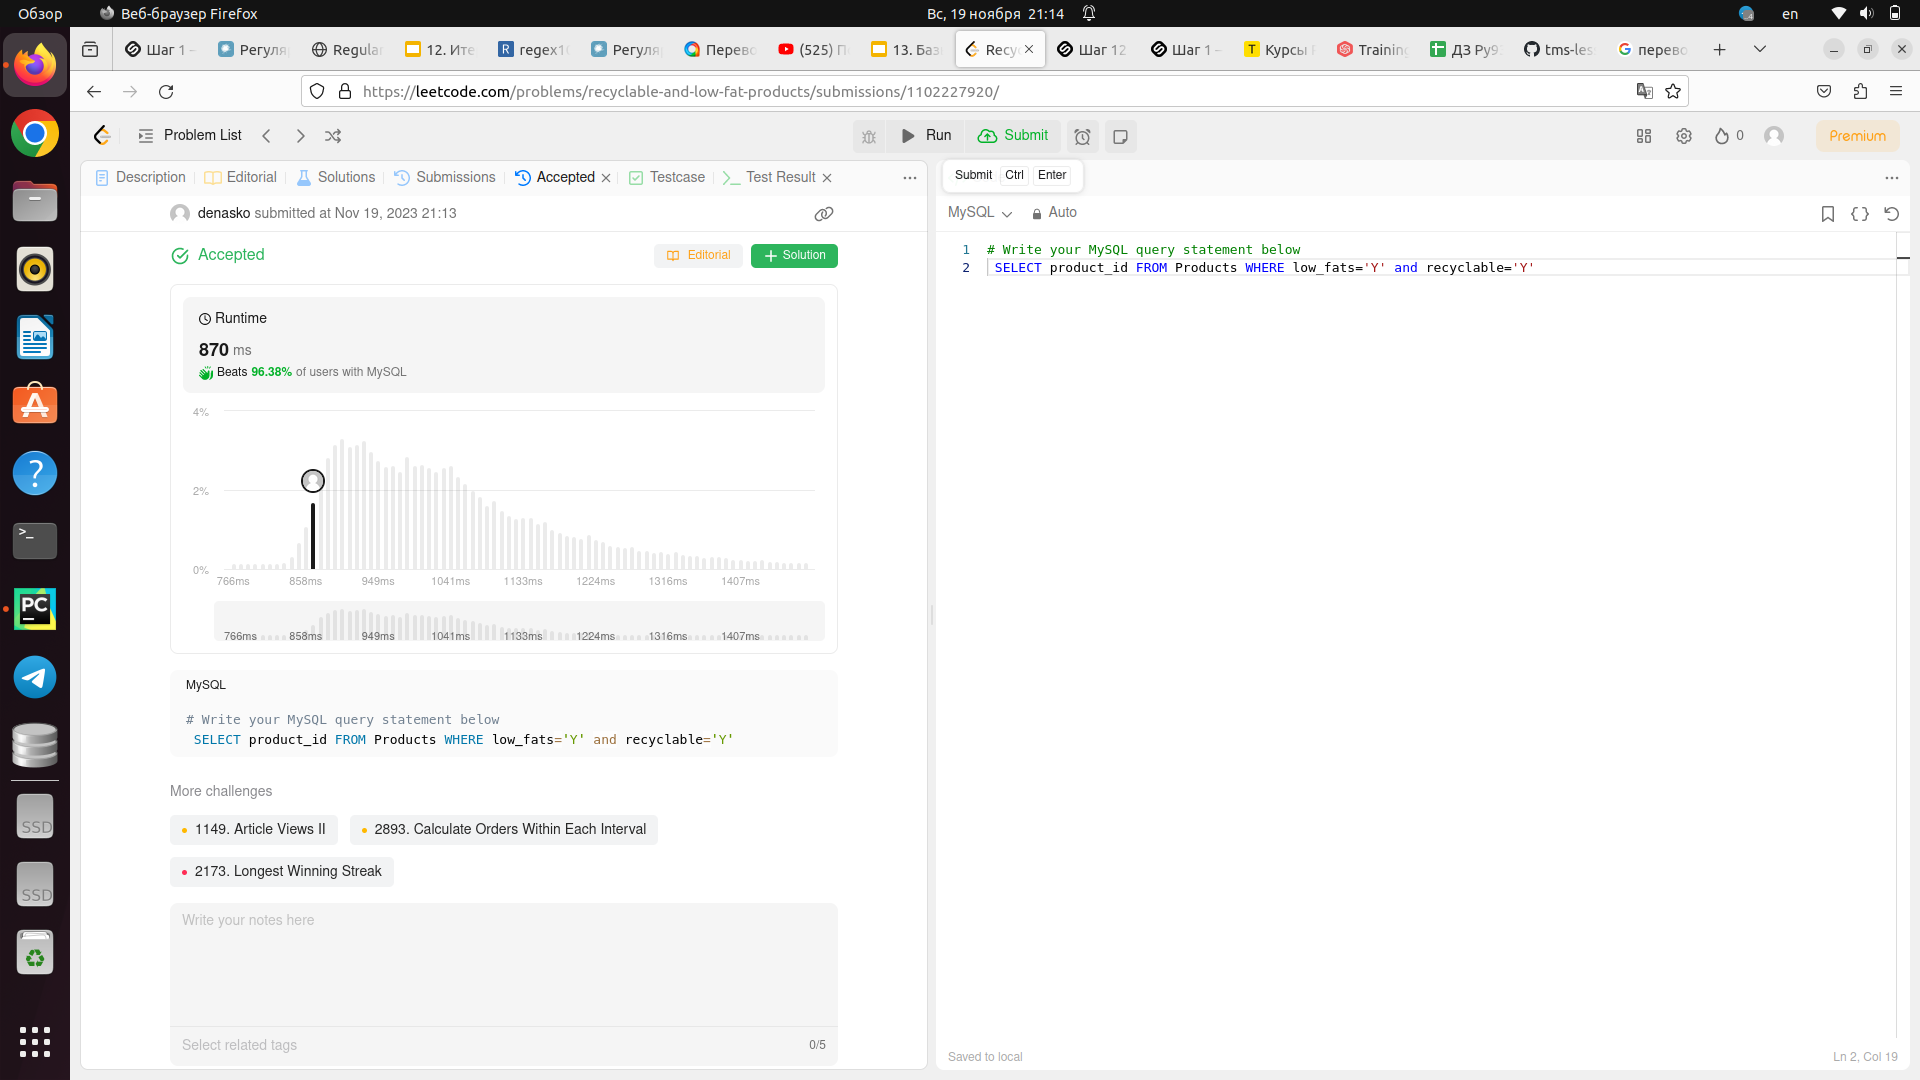 Обзор
Веб-браузер Firefox
Вс, 19 ноября 21:14
en
Шаг 1 –
Регуля
Regular
12. Ите
regex1
Регуля
Перево
(525) П
13. Баз
Recyc
Шаг 12
Шаг 1 –
Курсы
Training
ДЗ Py9
tms-les
перево
https://leetcode.com/problems/recyclable-and-low-fat-products/submissions/1102227920/
Problem List
Run
Submit
0
Premium
Description
Editorial
Solutions
Submissions
Accepted
Testcase
Test Result
Submit Ctrl Enter
denasko submitted at Nov 19, 2023 21:13
MySQL
Auto
Accepted
Editorial
Solution
1 # Write your MySQL query statement below
2 SELECT product_id FROM Products WHERE low_fats='Y' and recyclable='Y'
Runtime
870 ms
Beats 96.38% of users with MySQL
4%
2%
0%
766ms 858ms 949ms 1041ms 1133ms 1224ms 1316ms 1407ms
766ms 858ms 949ms 1041ms 1133ms 1224ms 1316ms 1407ms
MySQL
# Write your MySQL query statement below
SELECT product_id FROM Products WHERE low_fats='Y' and recyclable='Y'
More challenges
1149. Article Views II
2893. Calculate Orders Within Each Interval
2173. Longest Winning Streak
Write your notes here
Select related tags
0/5
Saved to local
Ln 2, Col 19
PC
SSD
SSD